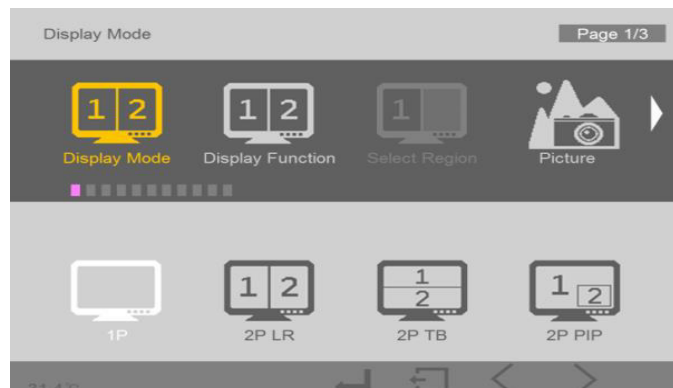 Display Mode
Page 1/3
1 2
1 2
1
Display Mode
Display Function
Select Region
Picture
1 2
1
2
1 2
1P
2P LR
2P TB
2P PIP